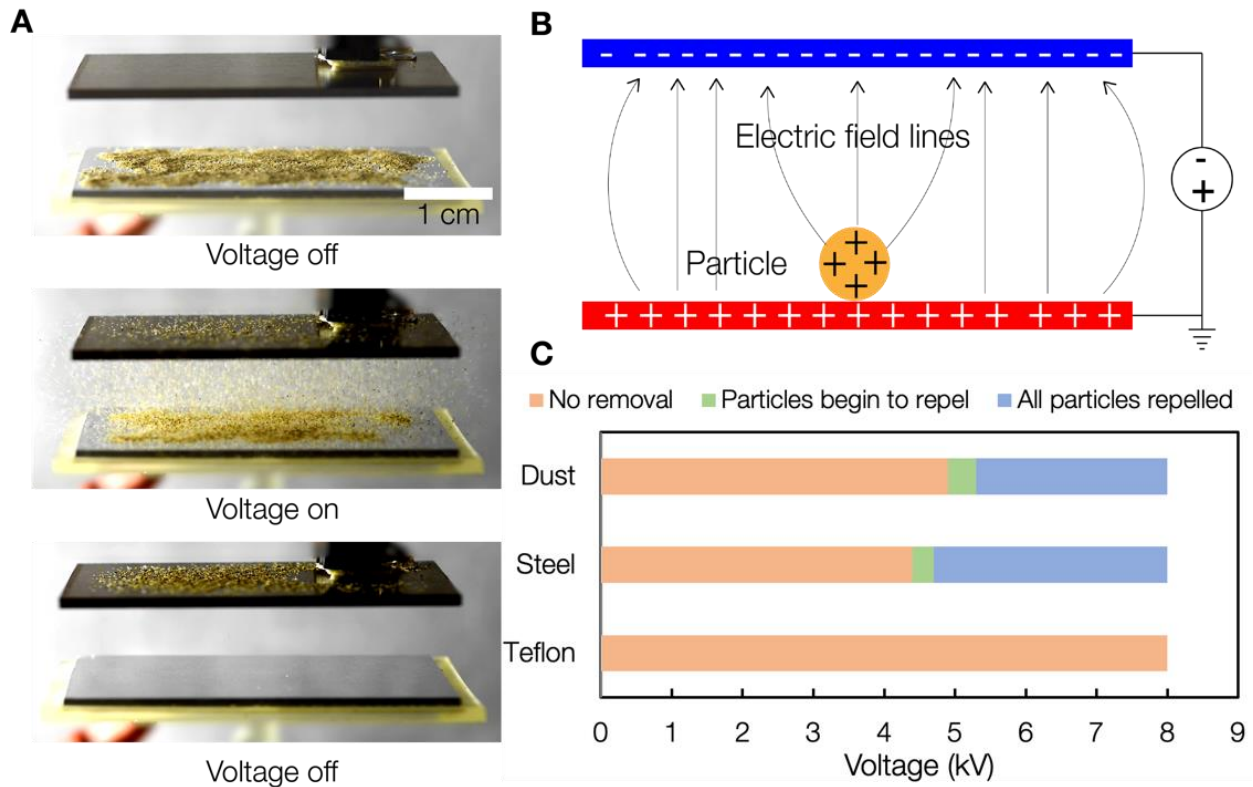 A
Voltage off
1 cm
Voltage on
Voltage off
B
- - - - - - - - - - - - - - - - - - -
Electric field lines
Particle
+ + + +
+ + + + + + + + + + + + + + +
-
+
C
No removal Particles begin to repel All particles repelled
Dust
Steel
Teflon
0 1 2 3 4 5 6 7 8 9
Voltage (kV)